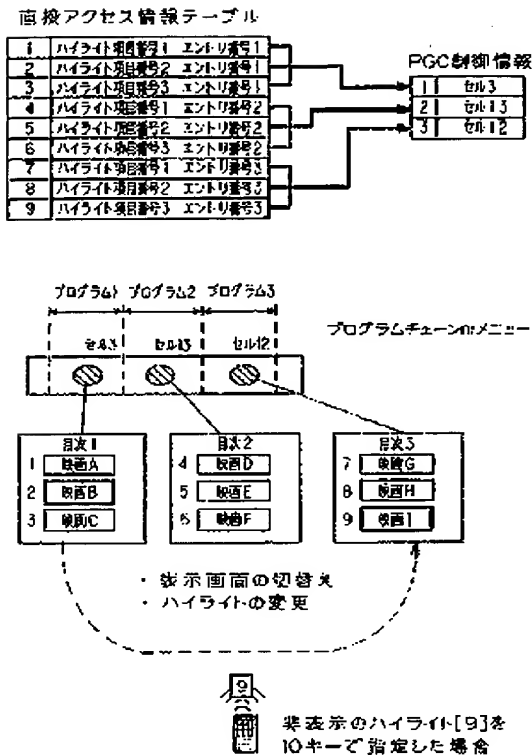 直接アクセス情報テーブル
1 ハイライト項目番号1 エントリ番号1
2 ハイライト項目番号2 エントリ番号1
3 ハイライト項目番号3 エントリ番号1
4 ハイライト項目番号1 エントリ番号2
5 ハイライト項目番号2 エントリ番号2
6 ハイライト項目番号3 エントリ番号2
7 ハイライト項目番号1 エントリ番号3
8 ハイライト項目番号2 エントリ番号3
9 ハイライト項目番号3 エントリ番号3
PGC制御情報
1 セル3
2 セル13
3 セル12
プログラム1 プログラム2 プログラム3
プログラムチェーン#nメニュー
セル3 セル13 セル12
目次1
1 映画A
2 映画B
3 映画C
目次2
4 映画D
5 映画E
6 映画F
目次3
7 映画G
8 映画H
9 映画I
・表示画面の切替え
・ハイライトの変更
9
非表示のハイライト[9]を
10キーで指定した場合